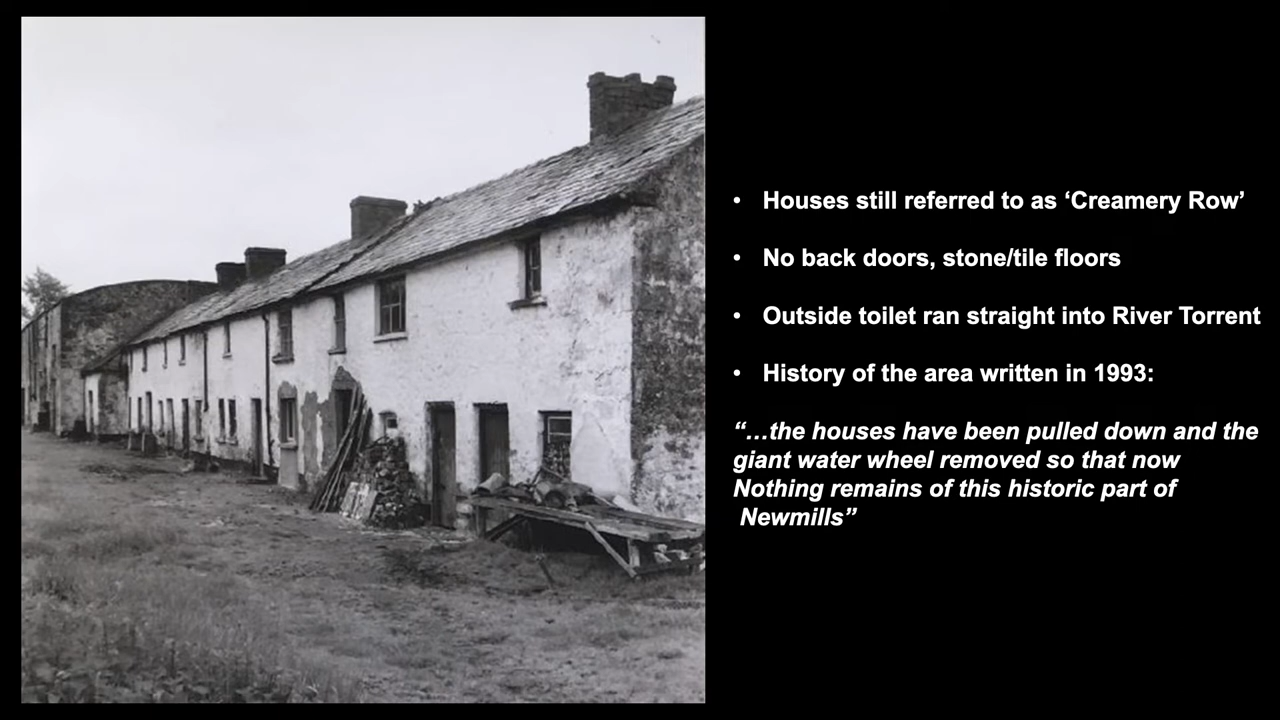 • Houses still referred to as ‘Creamery Row’
• No back doors, stone/tile floors
• Outside toilet ran straight into River Torrent
• History of the area written in 1993:
“…the houses have been pulled down and the
giant water wheel removed so that now
Nothing remains of this historic part of
Newmills”